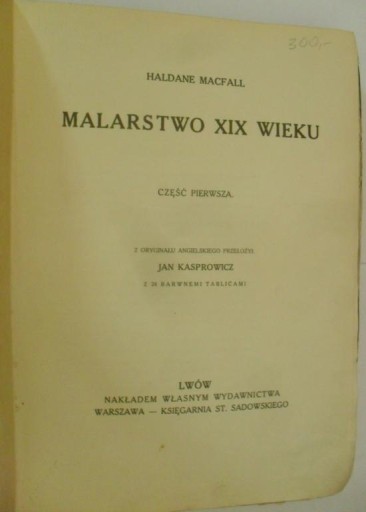 300,-
HALDANE MACFALL
MALARSTWO XIX WIEKU
CZĘŚĆ PIERWSZA.
Z ORYGINAŁU ANGIELSKIEGO PRZEŁOŻYŁ
JAN KASPROWICZ
Z BARWNEMI TABLICAMI
LWÓW
NAKŁADEM WŁASNYM WYDAWNICTWA
WARSZAWA — KSIĘGARNIA ST. SADOWSKIEGO